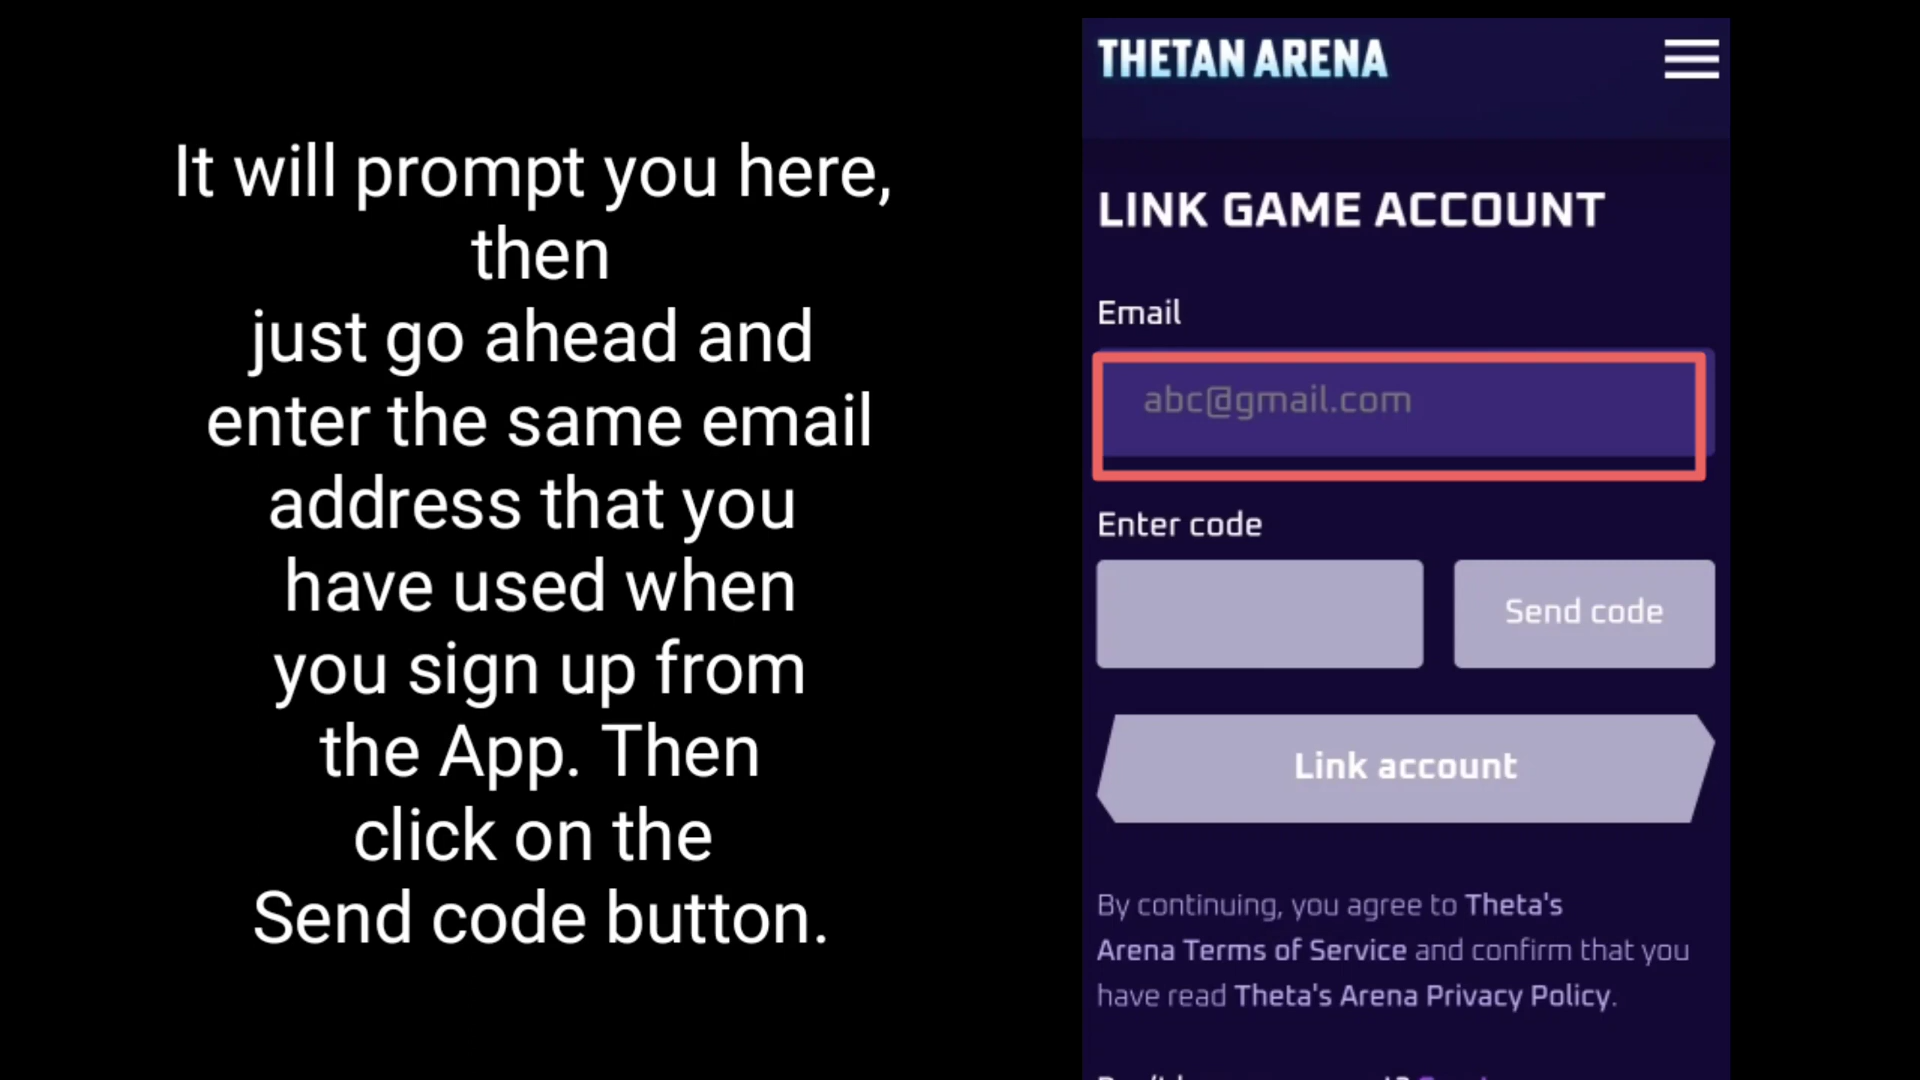 It will prompt you here,
then
just go ahead and
enter the same email
address that you
have used when
you sign up from
the App. Then
click on the
Send code button.
THETAN ARENA
LINK GAME ACCOUNT
Email
abc@gmail.com
Enter code
Send code
Link account
By continuing, you agree to Theta's
Arena Terms of Service and confirm that you
have read Theta's Arena Privacy Policy.